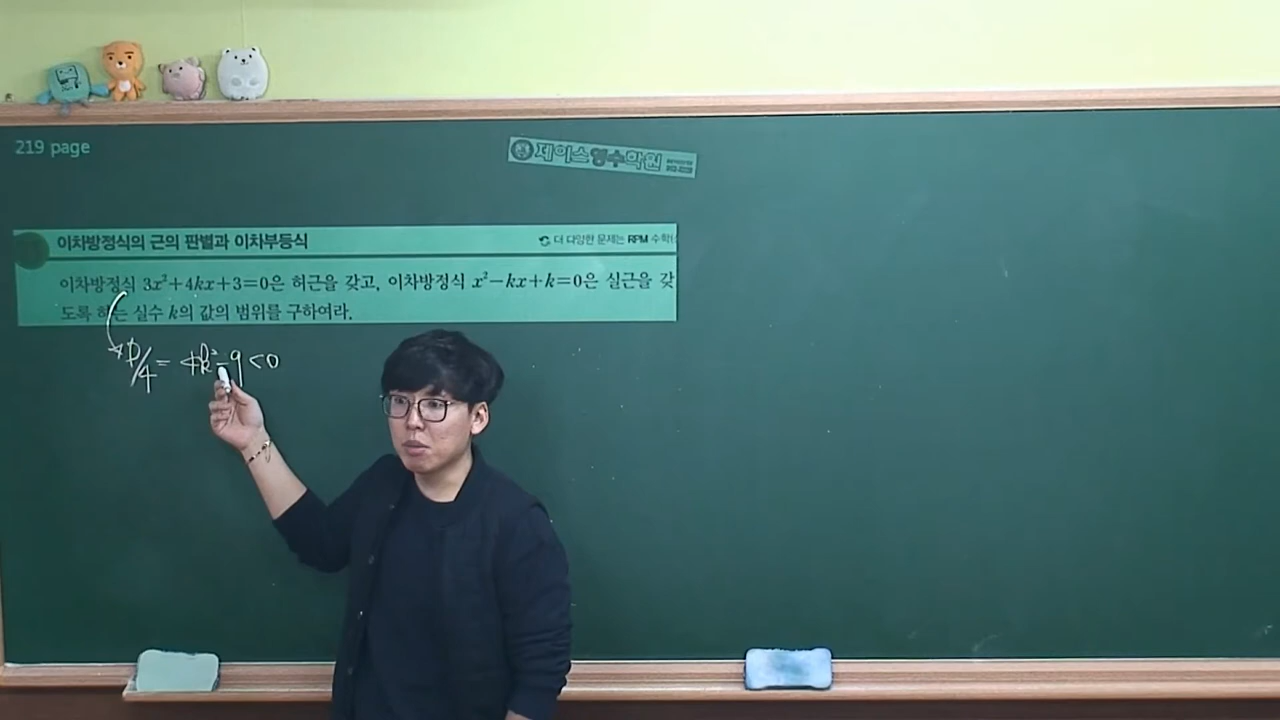 219 page
제이스영수학원
이차방정식의 근의 판별과 이차부등식
더 다양한 문제는 RPM 수학(
이차방정식 3x²+4kx+3=0은 허근을 갖고, 이차방정식 x²-kx+k=0은 실근을 갖
도록 하는 실수 k의 값의 범위를 구하여라.
D/4 = 4k²-9<0